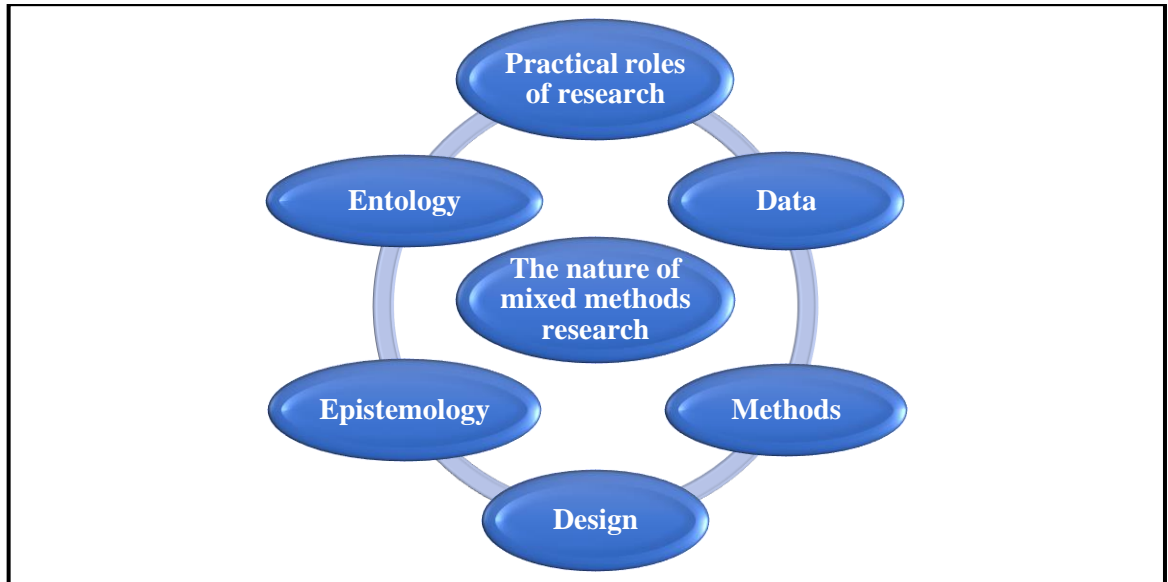 Practical roles
of research
Entology
Data
The nature of
mixed methods
research
Epistemology
Methods
Design